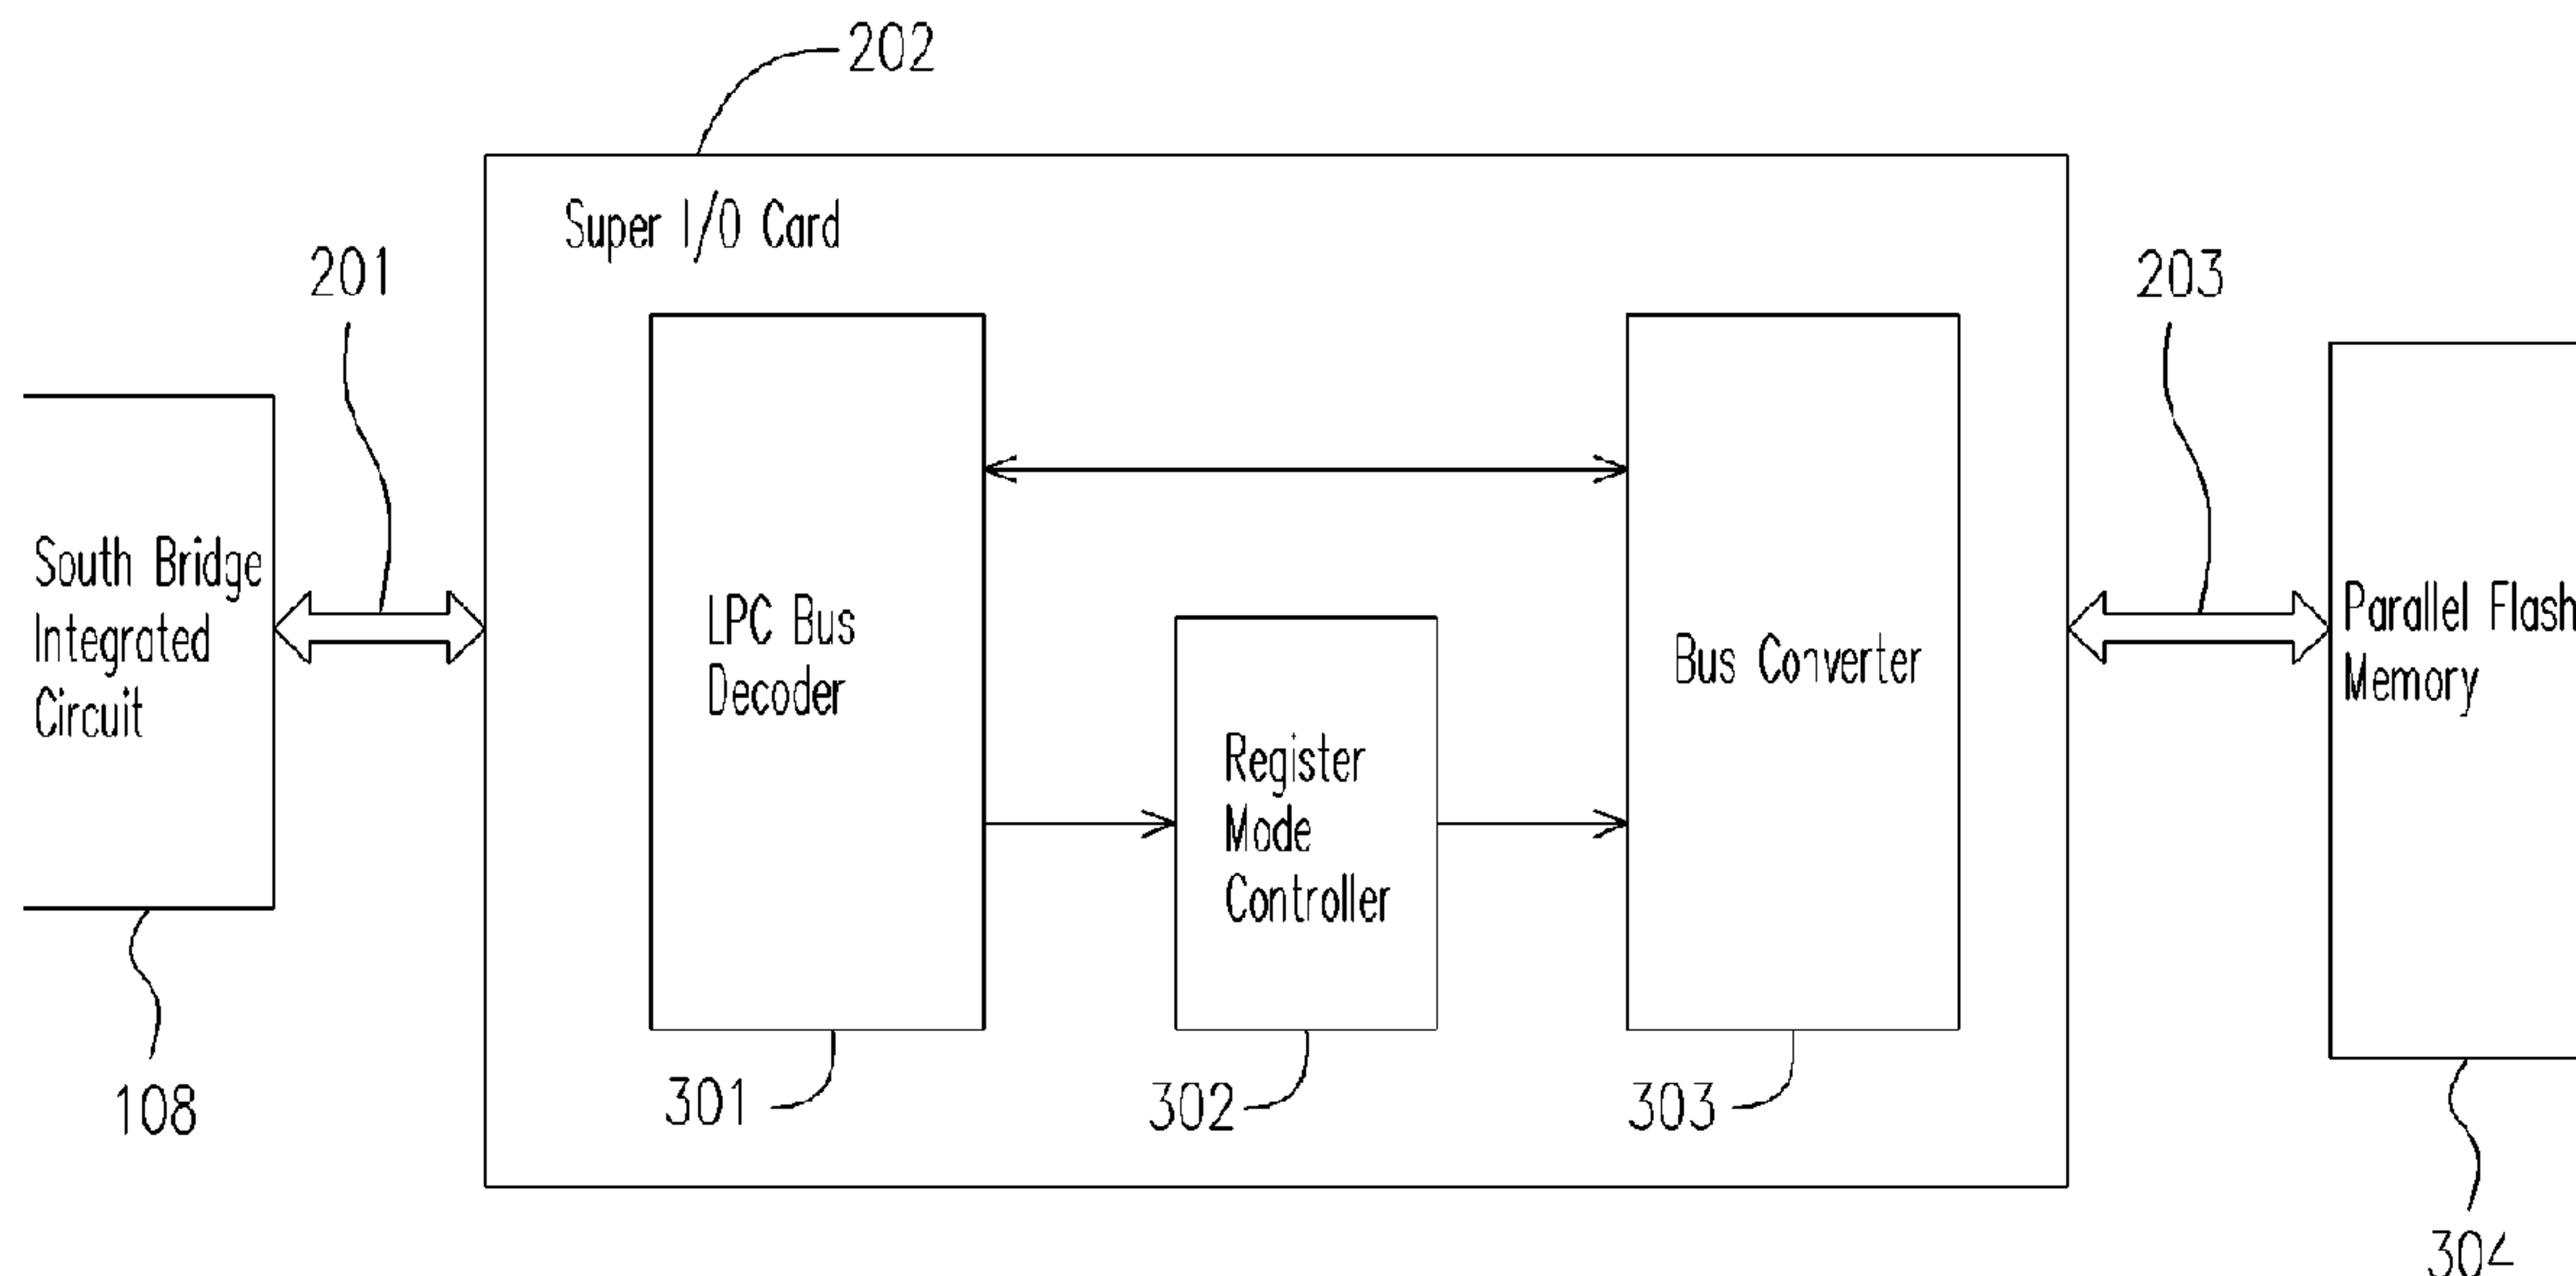 202
Super I/O Card
201
203
South Bridge
Integrated
Circuit
LPC Bus
Decoder
Register
Mode
Controller
Bus Converter
Parallel Flash
Memory
108
301
302
303
304